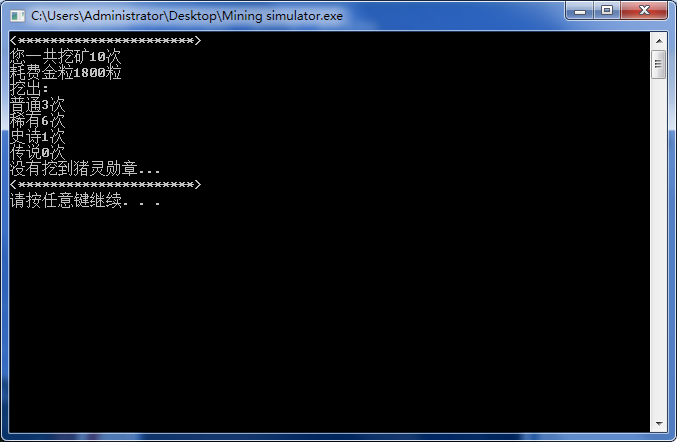 C:\Users\Administrator\Desktop\Mining simulator.exe
<**********************>
您一共挖矿10次
耗费金粒1800粒
挖出:
普通3次
稀有6次
史诗1次
传说0次
没有挖到猪灵勋章...
<**********************>
请按任意键继续. . .